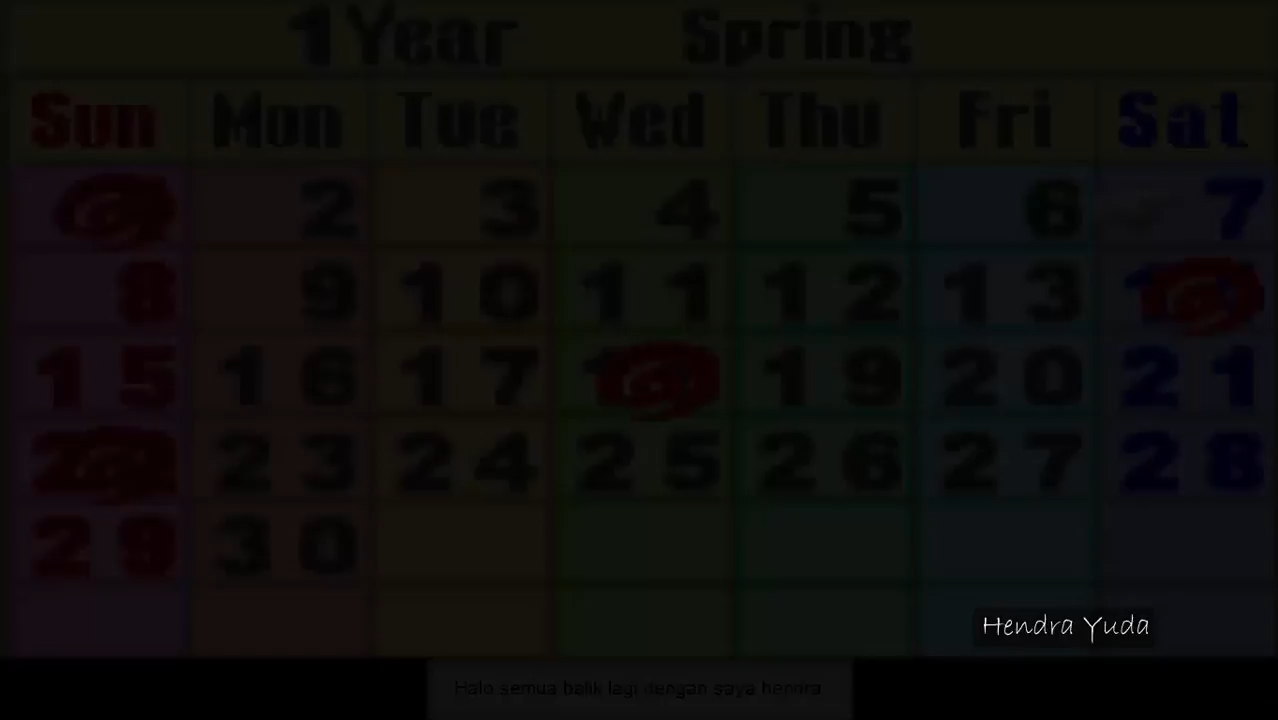 1 Year Spring
Sun Mon Tue Wed Thu Fri Sat
2 3 4 5 6 7
8 9 10 11 12 13
15 16 17 19 20 21
23 24 25 26 27 28
29 30
Hendra Yuda
Halo semua balik lagi dengan saya hendra